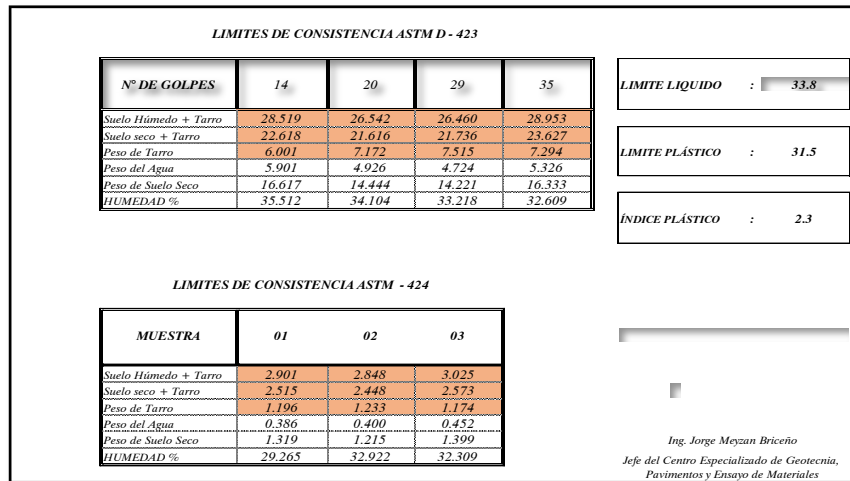 LIMITES DE CONSISTENCIA ASTM D - 423
N° DE GOLPES 14 20 29 35
Suelo Húmedo + Tarro 28.519 26.542 26.460 28.953
Suelo seco + Tarro 22.618 21.616 21.736 23.627
Peso de Tarro 6.001 7.172 7.515 7.294
Peso del Agua 5.901 4.926 4.724 5.326
Peso de Suelo Seco 16.617 14.444 14.221 16.333
HUMEDAD % 35.512 34.104 33.218 32.609
LIMITE LIQUIDO : 33.8
LIMITE PLÁSTICO : 31.5
ÍNDICE PLÁSTICO : 2.3
LIMITES DE CONSISTENCIA ASTM - 424
MUESTRA 01 02 03
Suelo Húmedo + Tarro 2.901 2.848 3.025
Suelo seco + Tarro 2.515 2.448 2.573
Peso de Tarro 1.196 1.233 1.174
Peso del Agua 0.386 0.400 0.452
Peso de Suelo Seco 1.319 1.215 1.399
HUMEDAD % 29.265 32.922 32.309
Ing. Jorge Meyzan Briceño
Jefe del Centro Especializado de Geotecnia,
Pavimentos y Ensayo de Materiales